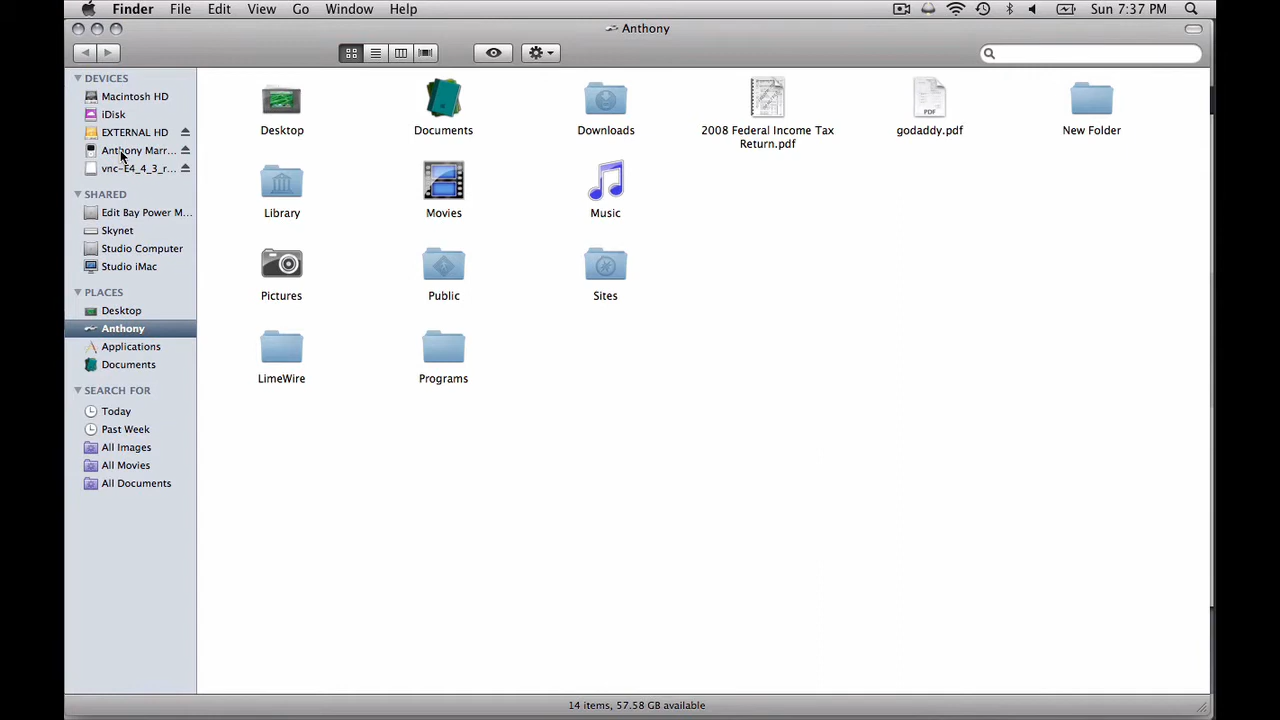 Finder File Edit View Go Window Help Sun 7:37 PM
Anthony
DEVICES
Macintosh HD
iDisk
EXTERNAL HD
Anthony Marr...
vnc-E4_4_3_r...
SHARED
Edit Bay Power M...
Skynet
Studio Computer
Studio iMac
PLACES
Desktop
Anthony
Applications
Documents
SEARCH FOR
Today
Past Week
All Images
All Movies
All Documents
Desktop
Documents
Downloads
2008 Federal Income Tax
Return.pdf
PDF
godaddy.pdf
New Folder
Library
Movies
Music
Pictures
Public
Sites
LimeWire
Programs
14 items, 57.58 GB available